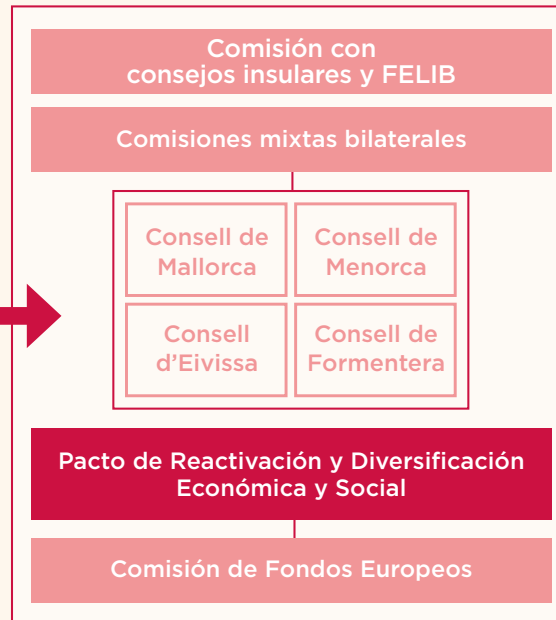 Comisión con
consejos insulares y FELIB
Comisiones mixtas bilaterales
Consell de
Mallorca
Consell de
Menorca
Consell
d'Eivissa
Consell de
Formentera
Pacto de Reactivación y Diversificación
Económica y Social
Comisión de Fondos Europeos